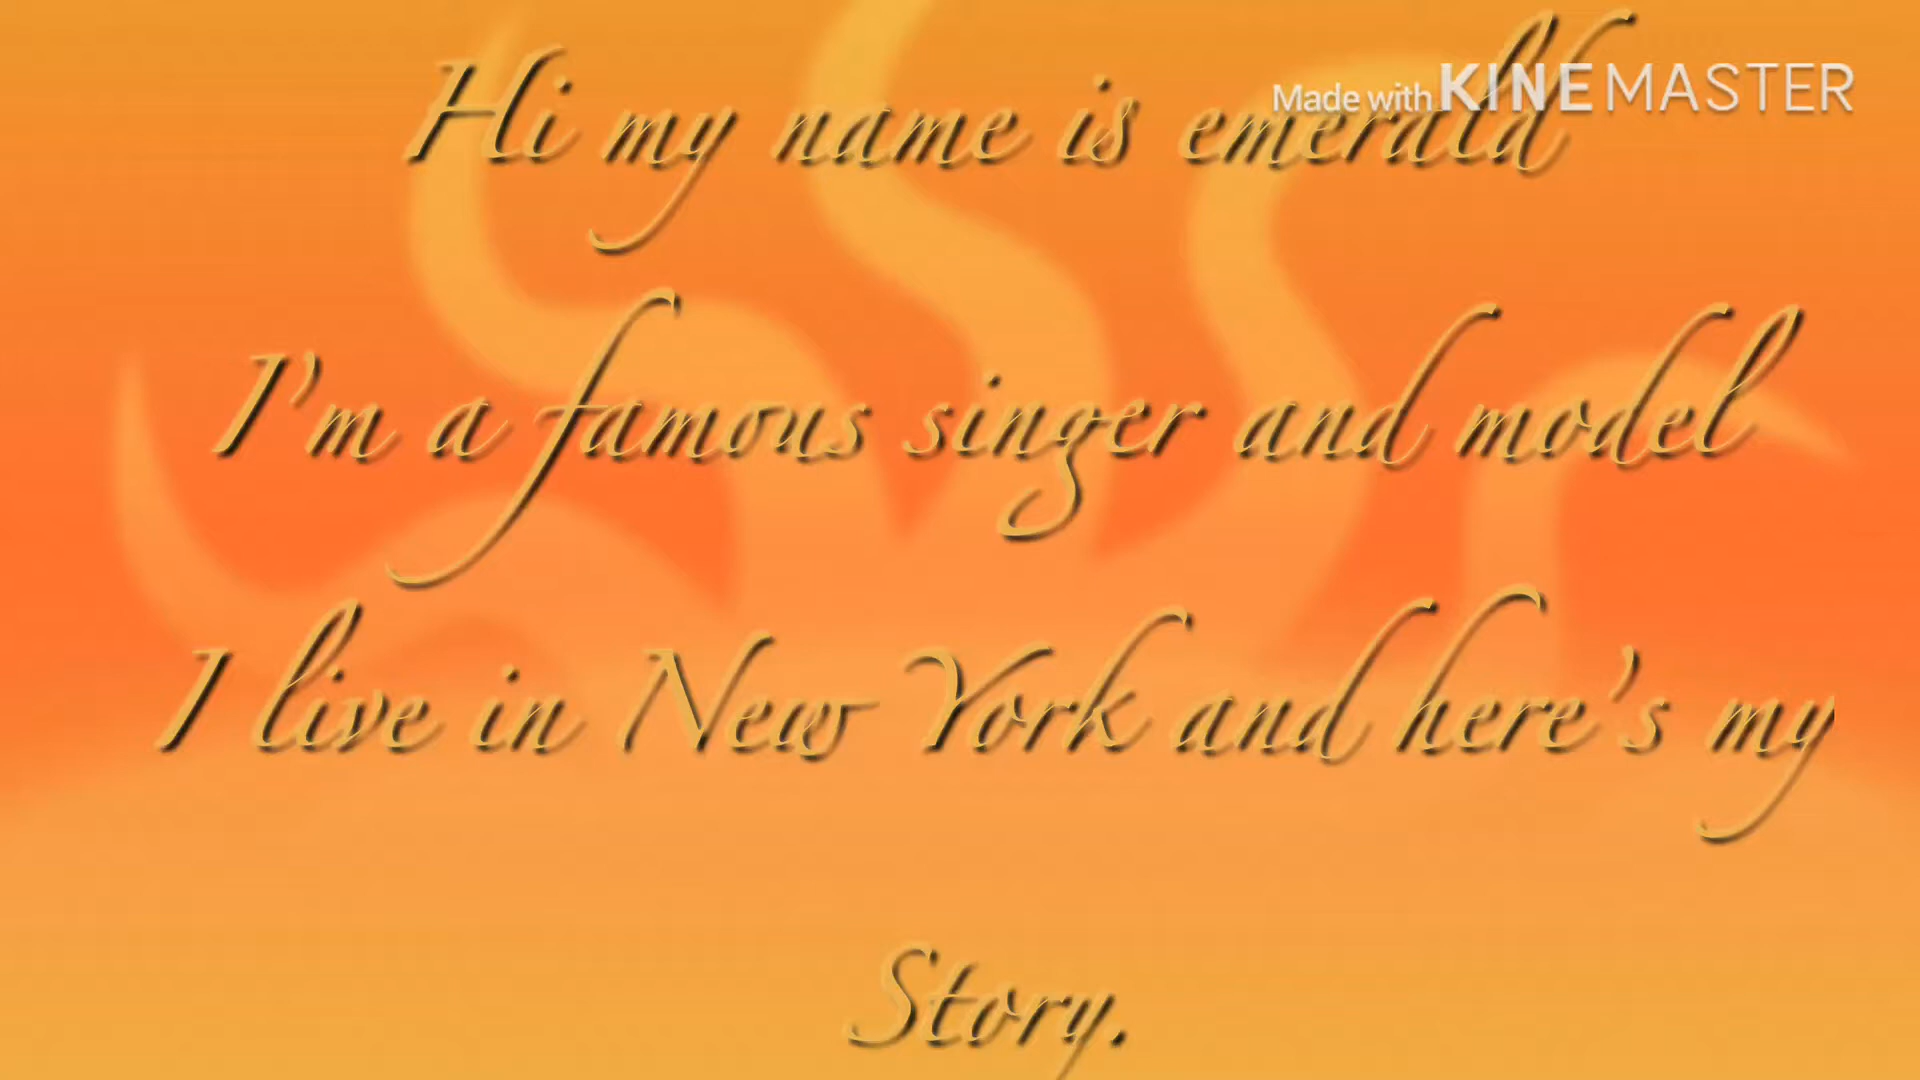 Made with KINEMASTER
Hi my name is emerald
I'm a famous singer and model
I live in New York and here's my
Story.